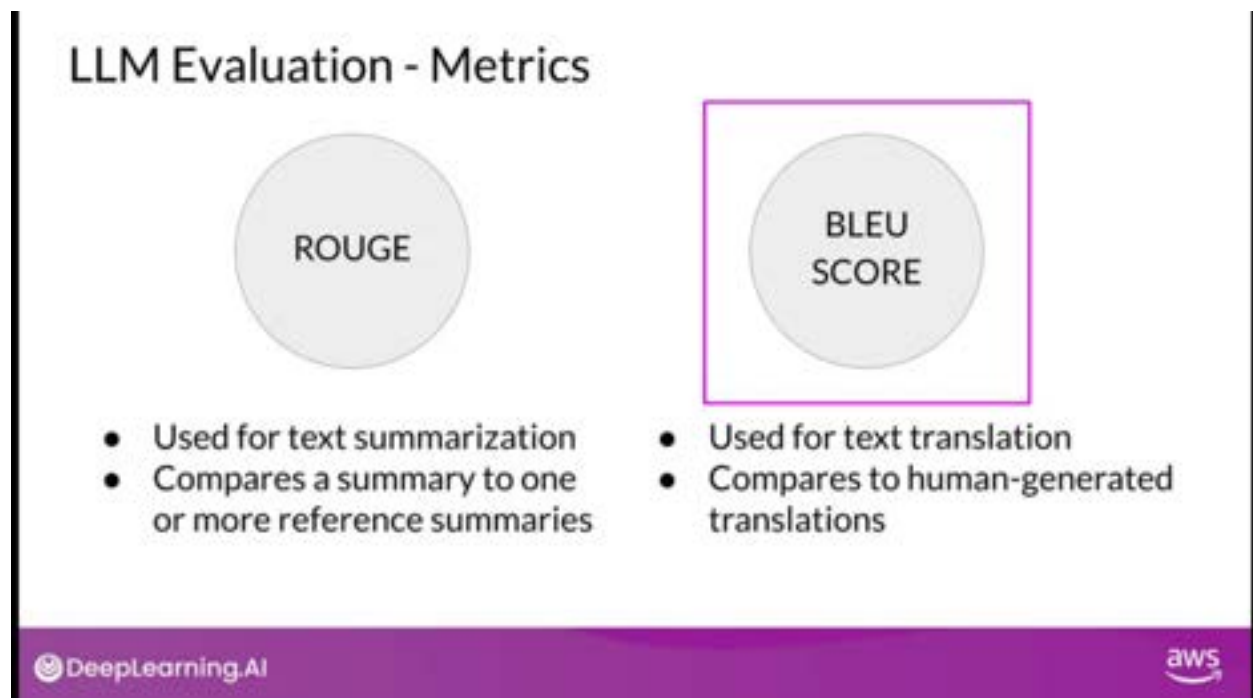 LLM Evaluation - Metrics
ROUGE
BLEU
SCORE
● Used for text summarization
● Compares a summary to one
or more reference summaries
● Used for text translation
● Compares to human-generated
translations
DeepLearning.AI
aws